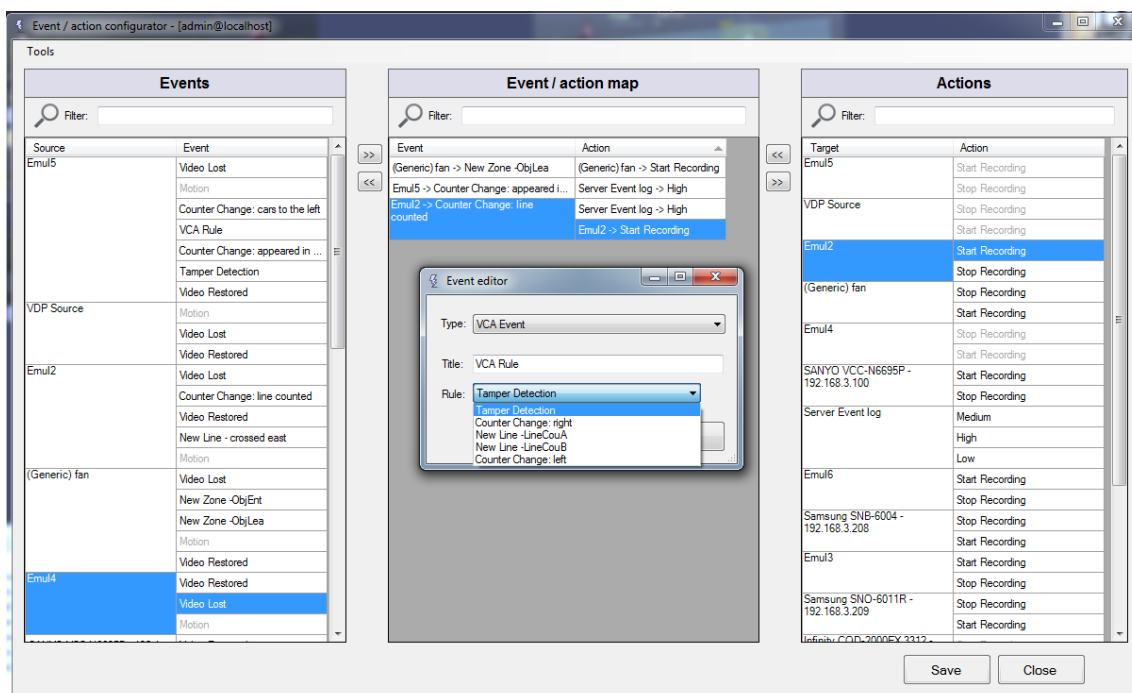 Event / action configurator - [admin@localhost]
Tools
Events
Filter:
Source Event
Emul5 Video Lost
Motion
Counter Change: cars to the left
VCA Rule
Counter Change: appeared in ...
Tamper Detection
Video Restored
VDP Source Motion
Video Lost
Video Restored
Emul2 Video Lost
Counter Change: line counted
Video Restored
New Line - crossed east
Motion
(Generic) fan Video Lost
New Zone -ObjEnt
New Zone -ObjLea
Motion
Video Restored
Emul4 Video Restored
Video Lost
Motion
>>
<<
Event / action map
Filter:
Event Action
(Generic) fan -> New Zone -ObjLea (Generic) fan -> Start Recording
Emul5 -> Counter Change: appeared i... Server Event log -> High
Emul2 -> Counter Change: line counted Server Event log -> High
Emul2 -> Start Recording
Event editor
Type: VCA Event
Title: VCA Rule
Rule: Tamper Detection
Tamper Detection
Counter Change: right
New Line -LineCouA
New Line -LineCouB
Counter Change: left
<<
>>
Actions
Filter:
Target Action
Emul5 Start Recording
Stop Recording
VDP Source Stop Recording
Start Recording
Emul2 Start Recording
Stop Recording
(Generic) fan Stop Recording
Start Recording
Emul4 Stop Recording
Start Recording
SANYO VCC-N6695P - 192.168.3.100 Start Recording
Stop Recording
Server Event log Medium
High
Low
Emul6 Start Recording
Stop Recording
Samsung SNB-6004 - 192.168.3.208 Stop Recording
Start Recording
Emul3 Start Recording
Stop Recording
Samsung SNO-6011R - 192.168.3.209 Stop Recording
Start Recording
Save Close